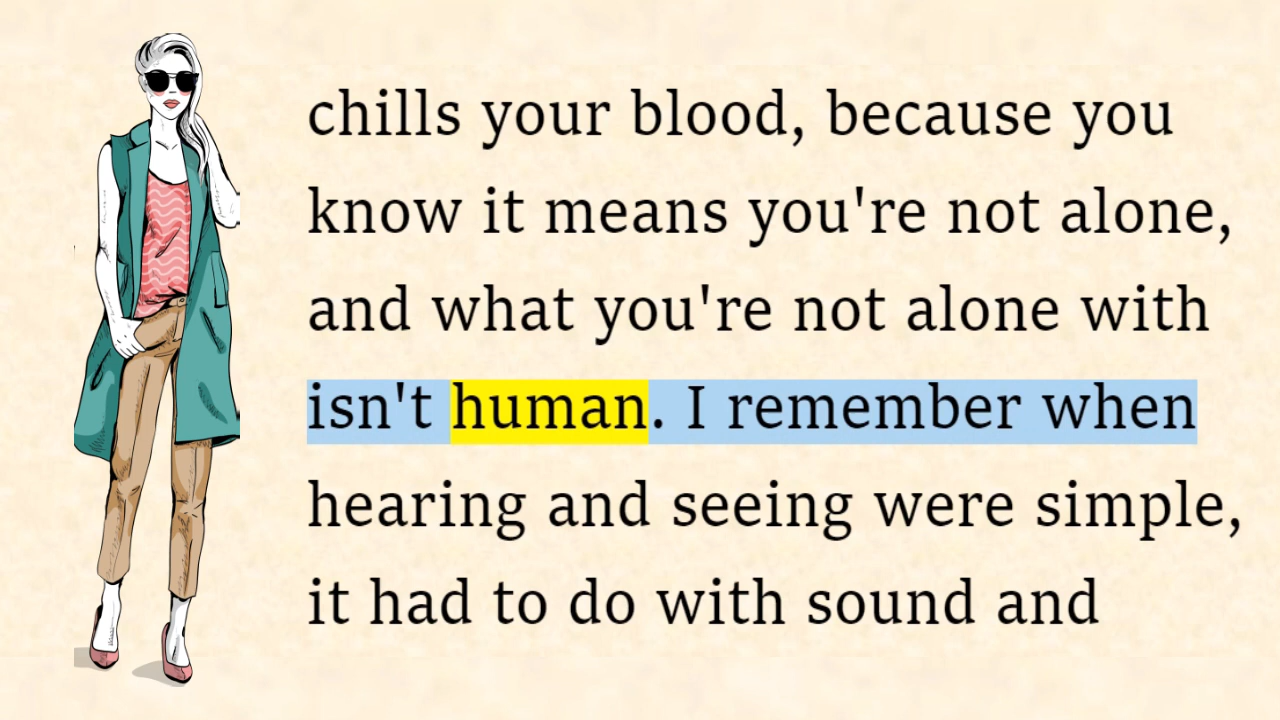 chills your blood, because you
know it means you're not alone,
and what you're not alone with
isn't human. I remember when
hearing and seeing were simple,
it had to do with sound and